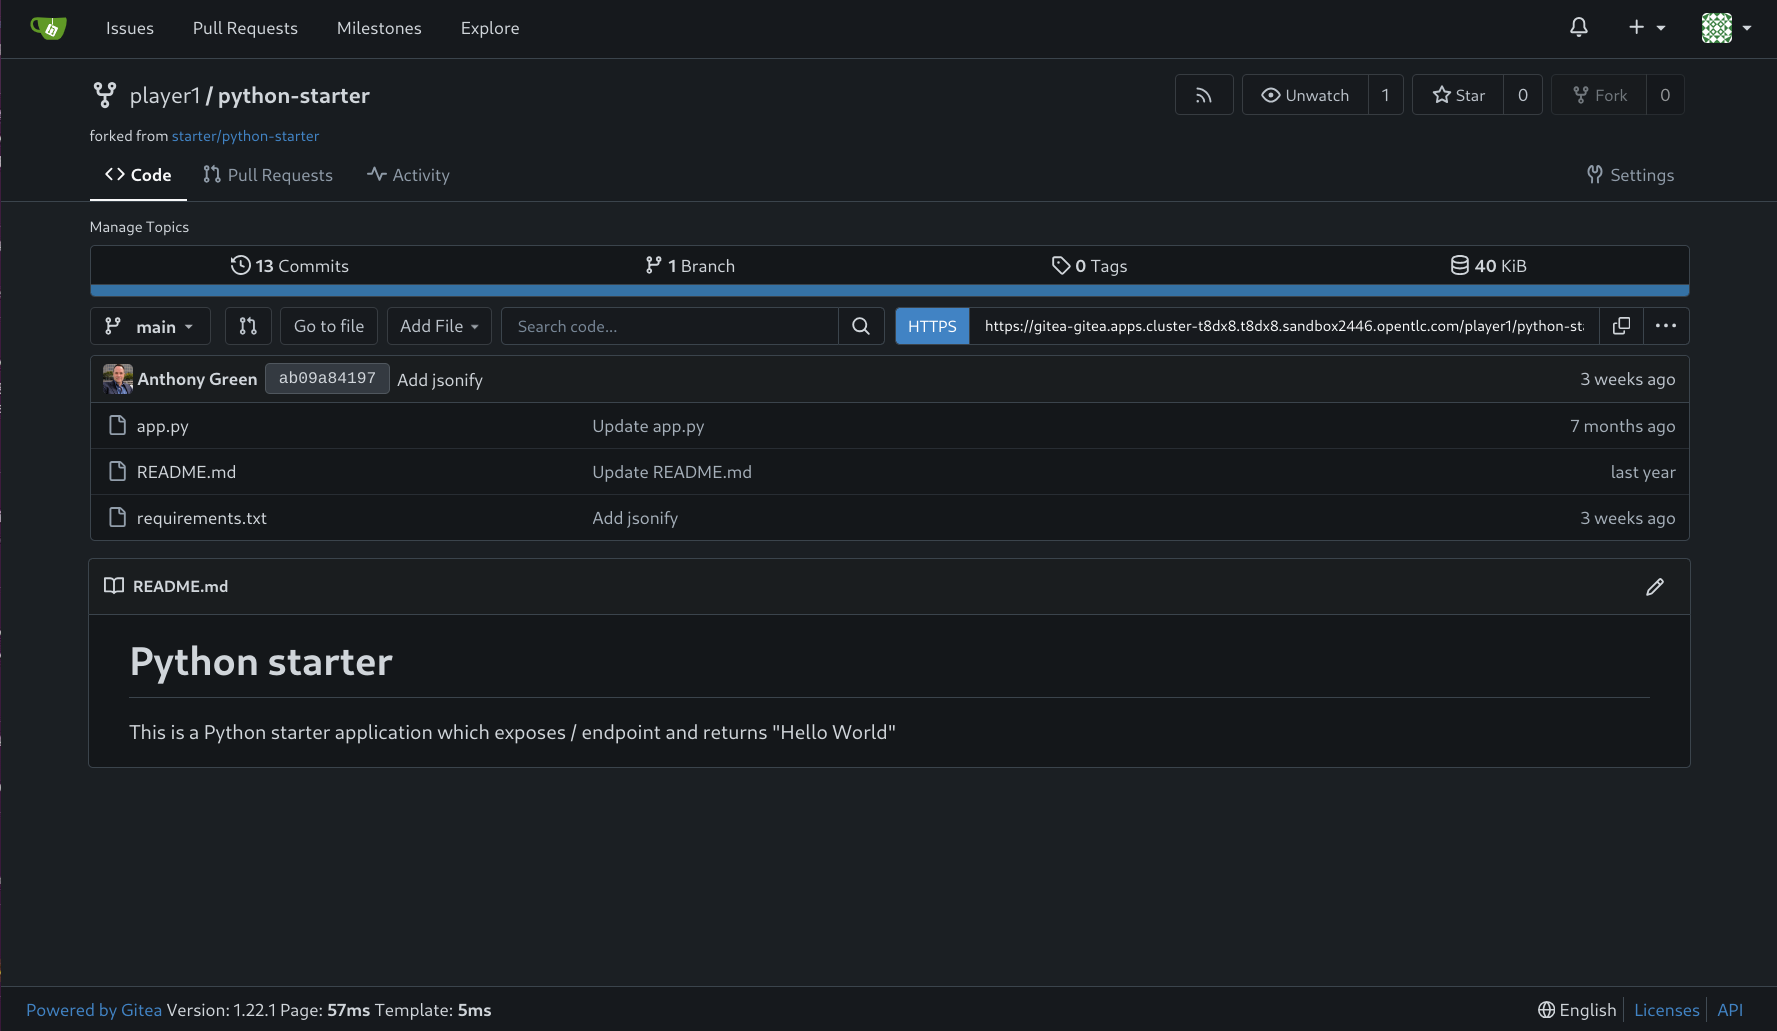 Issues Pull Requests Milestones Explore
player1 / python-starter Unwatch 1 Star 0 Fork 0
forked from starter/python-starter
Code Pull Requests Activity Settings
Manage Topics
13 Commits 1 Branch 0 Tags 40 KiB
main Go to file Add File Search code... HTTPS https://gitea-gitea.apps.cluster-t8dx8.t8dx8.sandbox2446.opentlc.com/player1/python-st
Anthony Green ab09a84197 Add jsonify 3 weeks ago
app.py Update app.py 7 months ago
README.md Update README.md last year
requirements.txt Add jsonify 3 weeks ago
README.md
Python starter
This is a Python starter application which exposes / endpoint and returns "Hello World"
Powered by Gitea Version: 1.22.1 Page: 57ms Template: 5ms English Licenses API